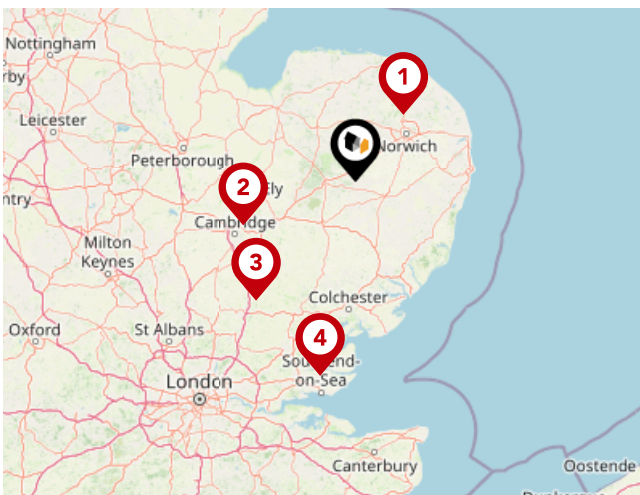 Nottingham
rby
1
Leicester
Norwich
Peterborough
2
Ely
ntry
Cambridge
Milton
Keynes
3
Colchester
Oxford
St Albans
4
Southend-
on-Sea
London
Canterbury
Oostende